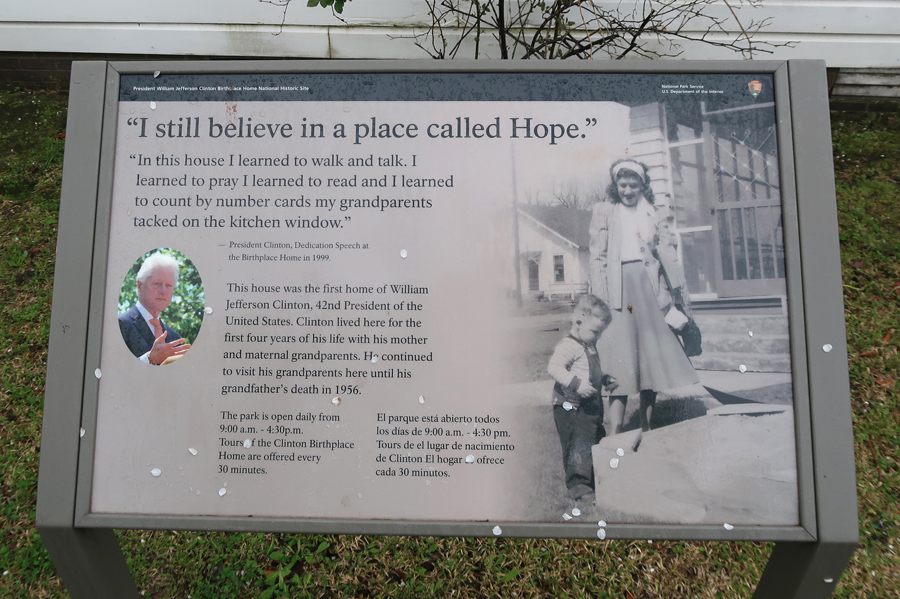 President William Jefferson Clinton Birthplace Home National Historic Site
National Park Service
U.S. Department of the Interior
“I still believe in a place called Hope.”
“In this house I learned to walk and talk. I
learned to pray I learned to read and I learned
to count by number cards my grandparents
tacked on the kitchen window.”
— President Clinton, Dedication Speech at
the Birthplace Home in 1999.
This house was the first home of William
Jefferson Clinton, 42nd President of the
United States. Clinton lived here for the
first four years of his life with his mother
and maternal grandparents. He continued
to visit his grandparents here until his
grandfather’s death in 1956.
The park is open daily from
9:00 a.m. - 4:30p.m.
Tours of the Clinton Birthplace
Home are offered every
30 minutes.
El parque está abierto todos
los días de 9:00 a.m. - 4:30 pm.
Tours de el lugar de nacimiento
de Clinton El hogar se ofrece
cada 30 minutos.